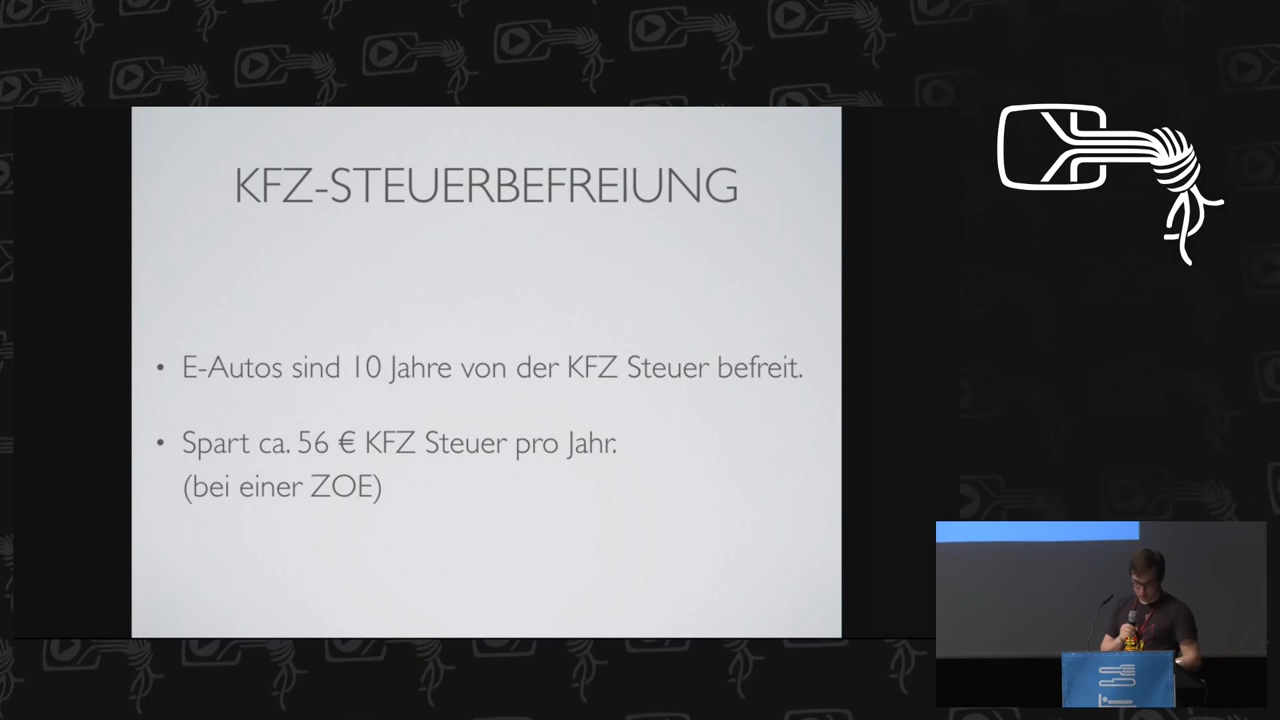 KFZ-STEUERBEFREIUNG
• E-Autos sind 10 Jahre von der KFZ Steuer befreit.
• Spart ca. 56 € KFZ Steuer pro Jahr.
(bei einer ZOE)